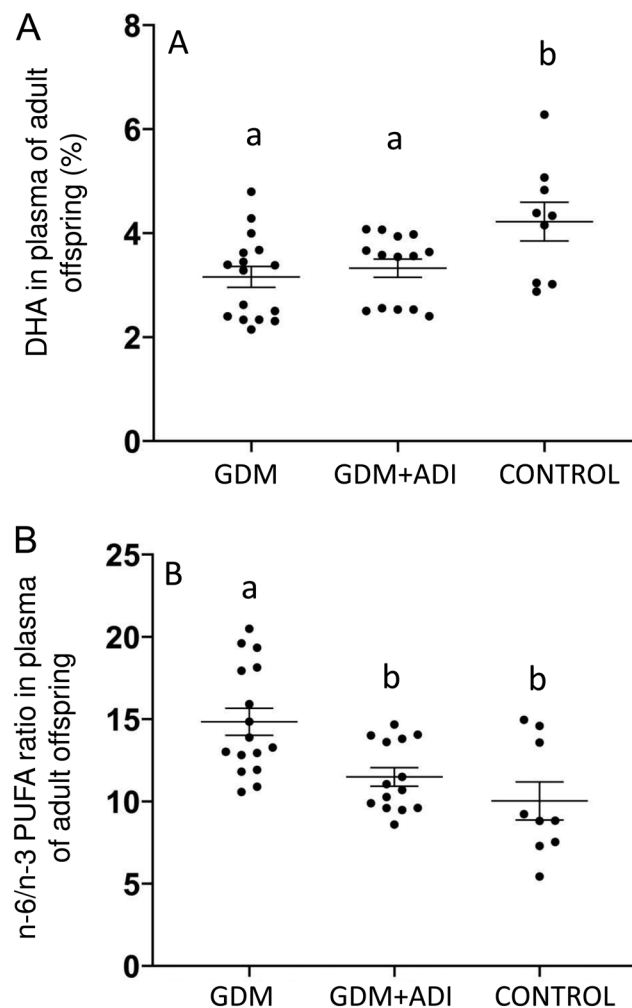 A
A
8
6
4
2
0
DHA in plasma of adult
offspring (%)
a
a
b
GDM
GDM+ADI
CONTROL
B
B
25
20
15
10
5
0
n-6/n-3 PUFA ratio in plasma
of adult offspring
a
b
b
GDM
GDM+ADI
CONTROL